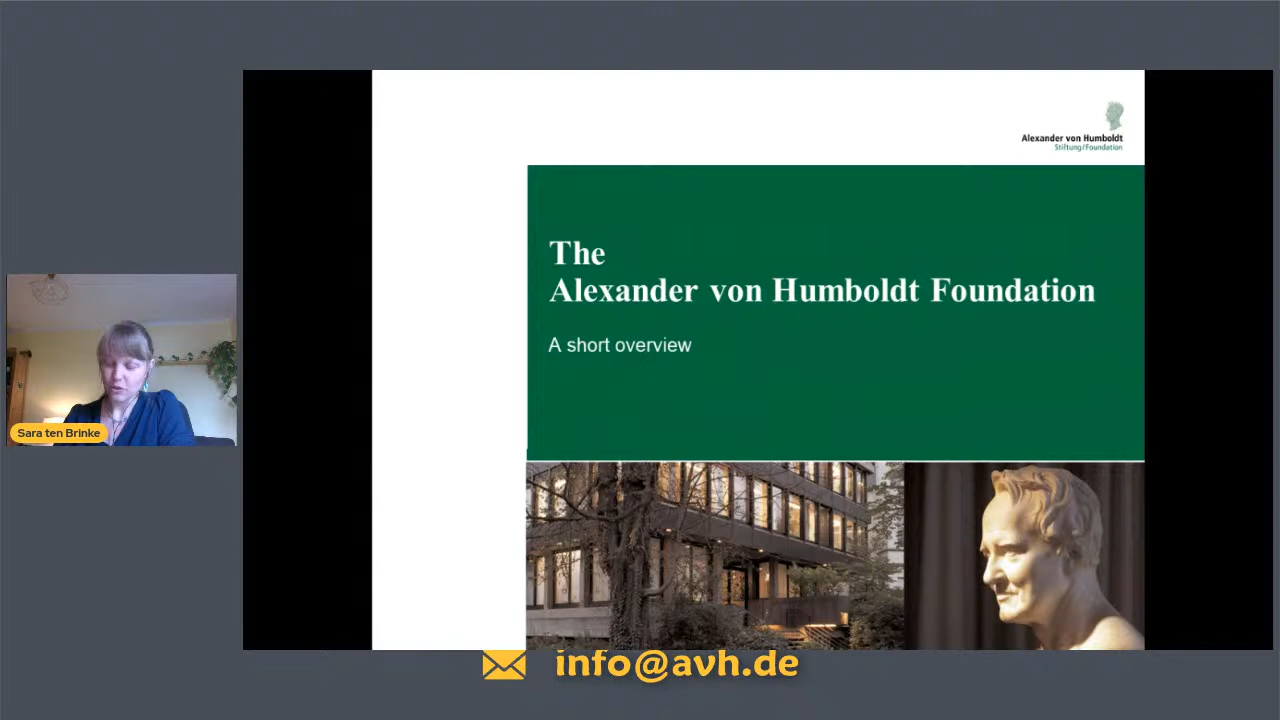 Alexander von Humboldt
Stiftung/Foundation
The
Alexander von Humboldt Foundation
A short overview
Sara ten Brinke
info@avh.de